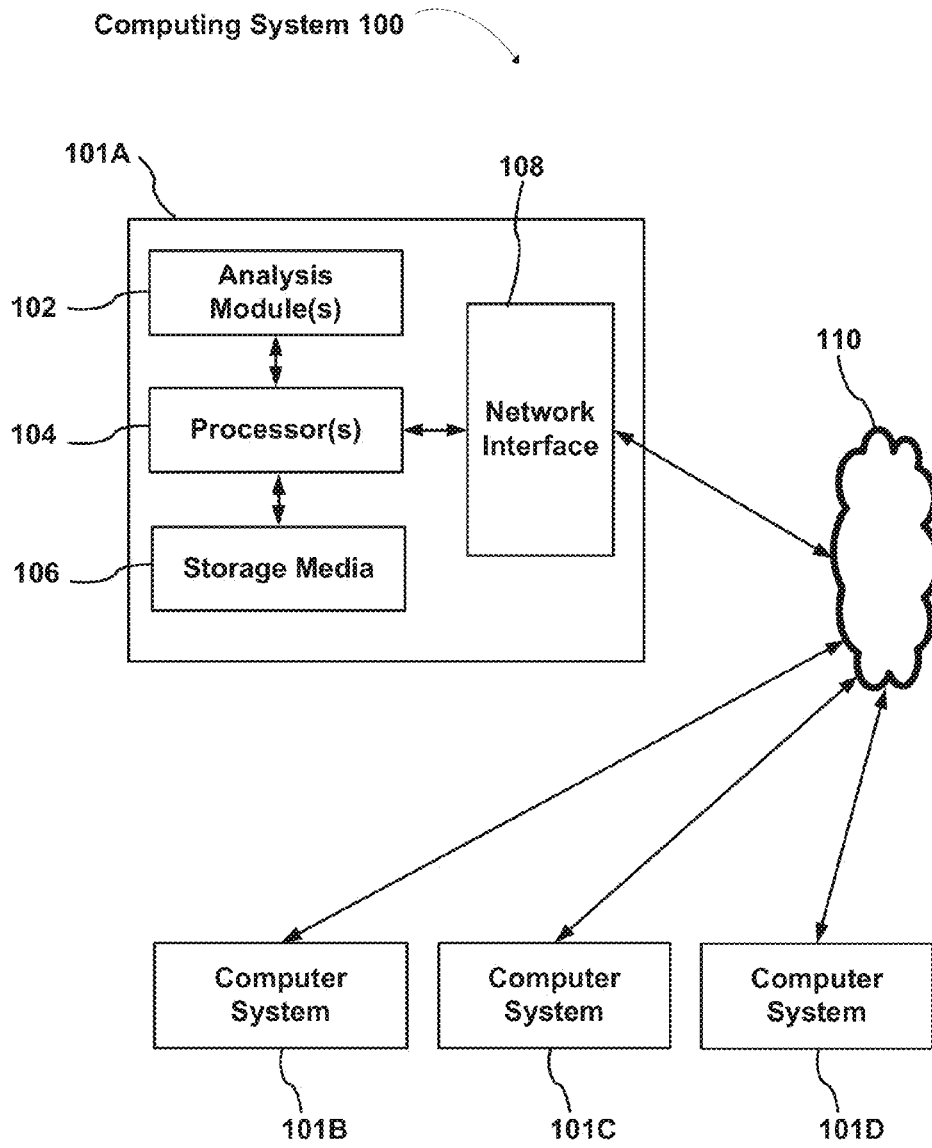 Computing System 100
101A
108
Analysis
Module(s)
102
110
Network
Interface
Processor(s)
104
Storage Media
106
Computer
System
Computer
System
Computer
System
101B
101C
101D